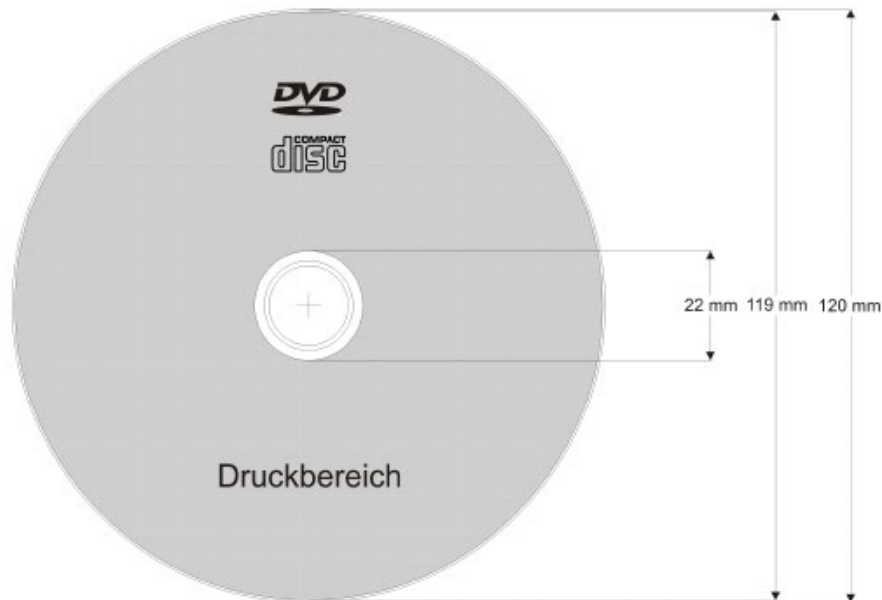 DVD
COMPACT
disc
22 mm 119 mm 120 mm
Druckbereich